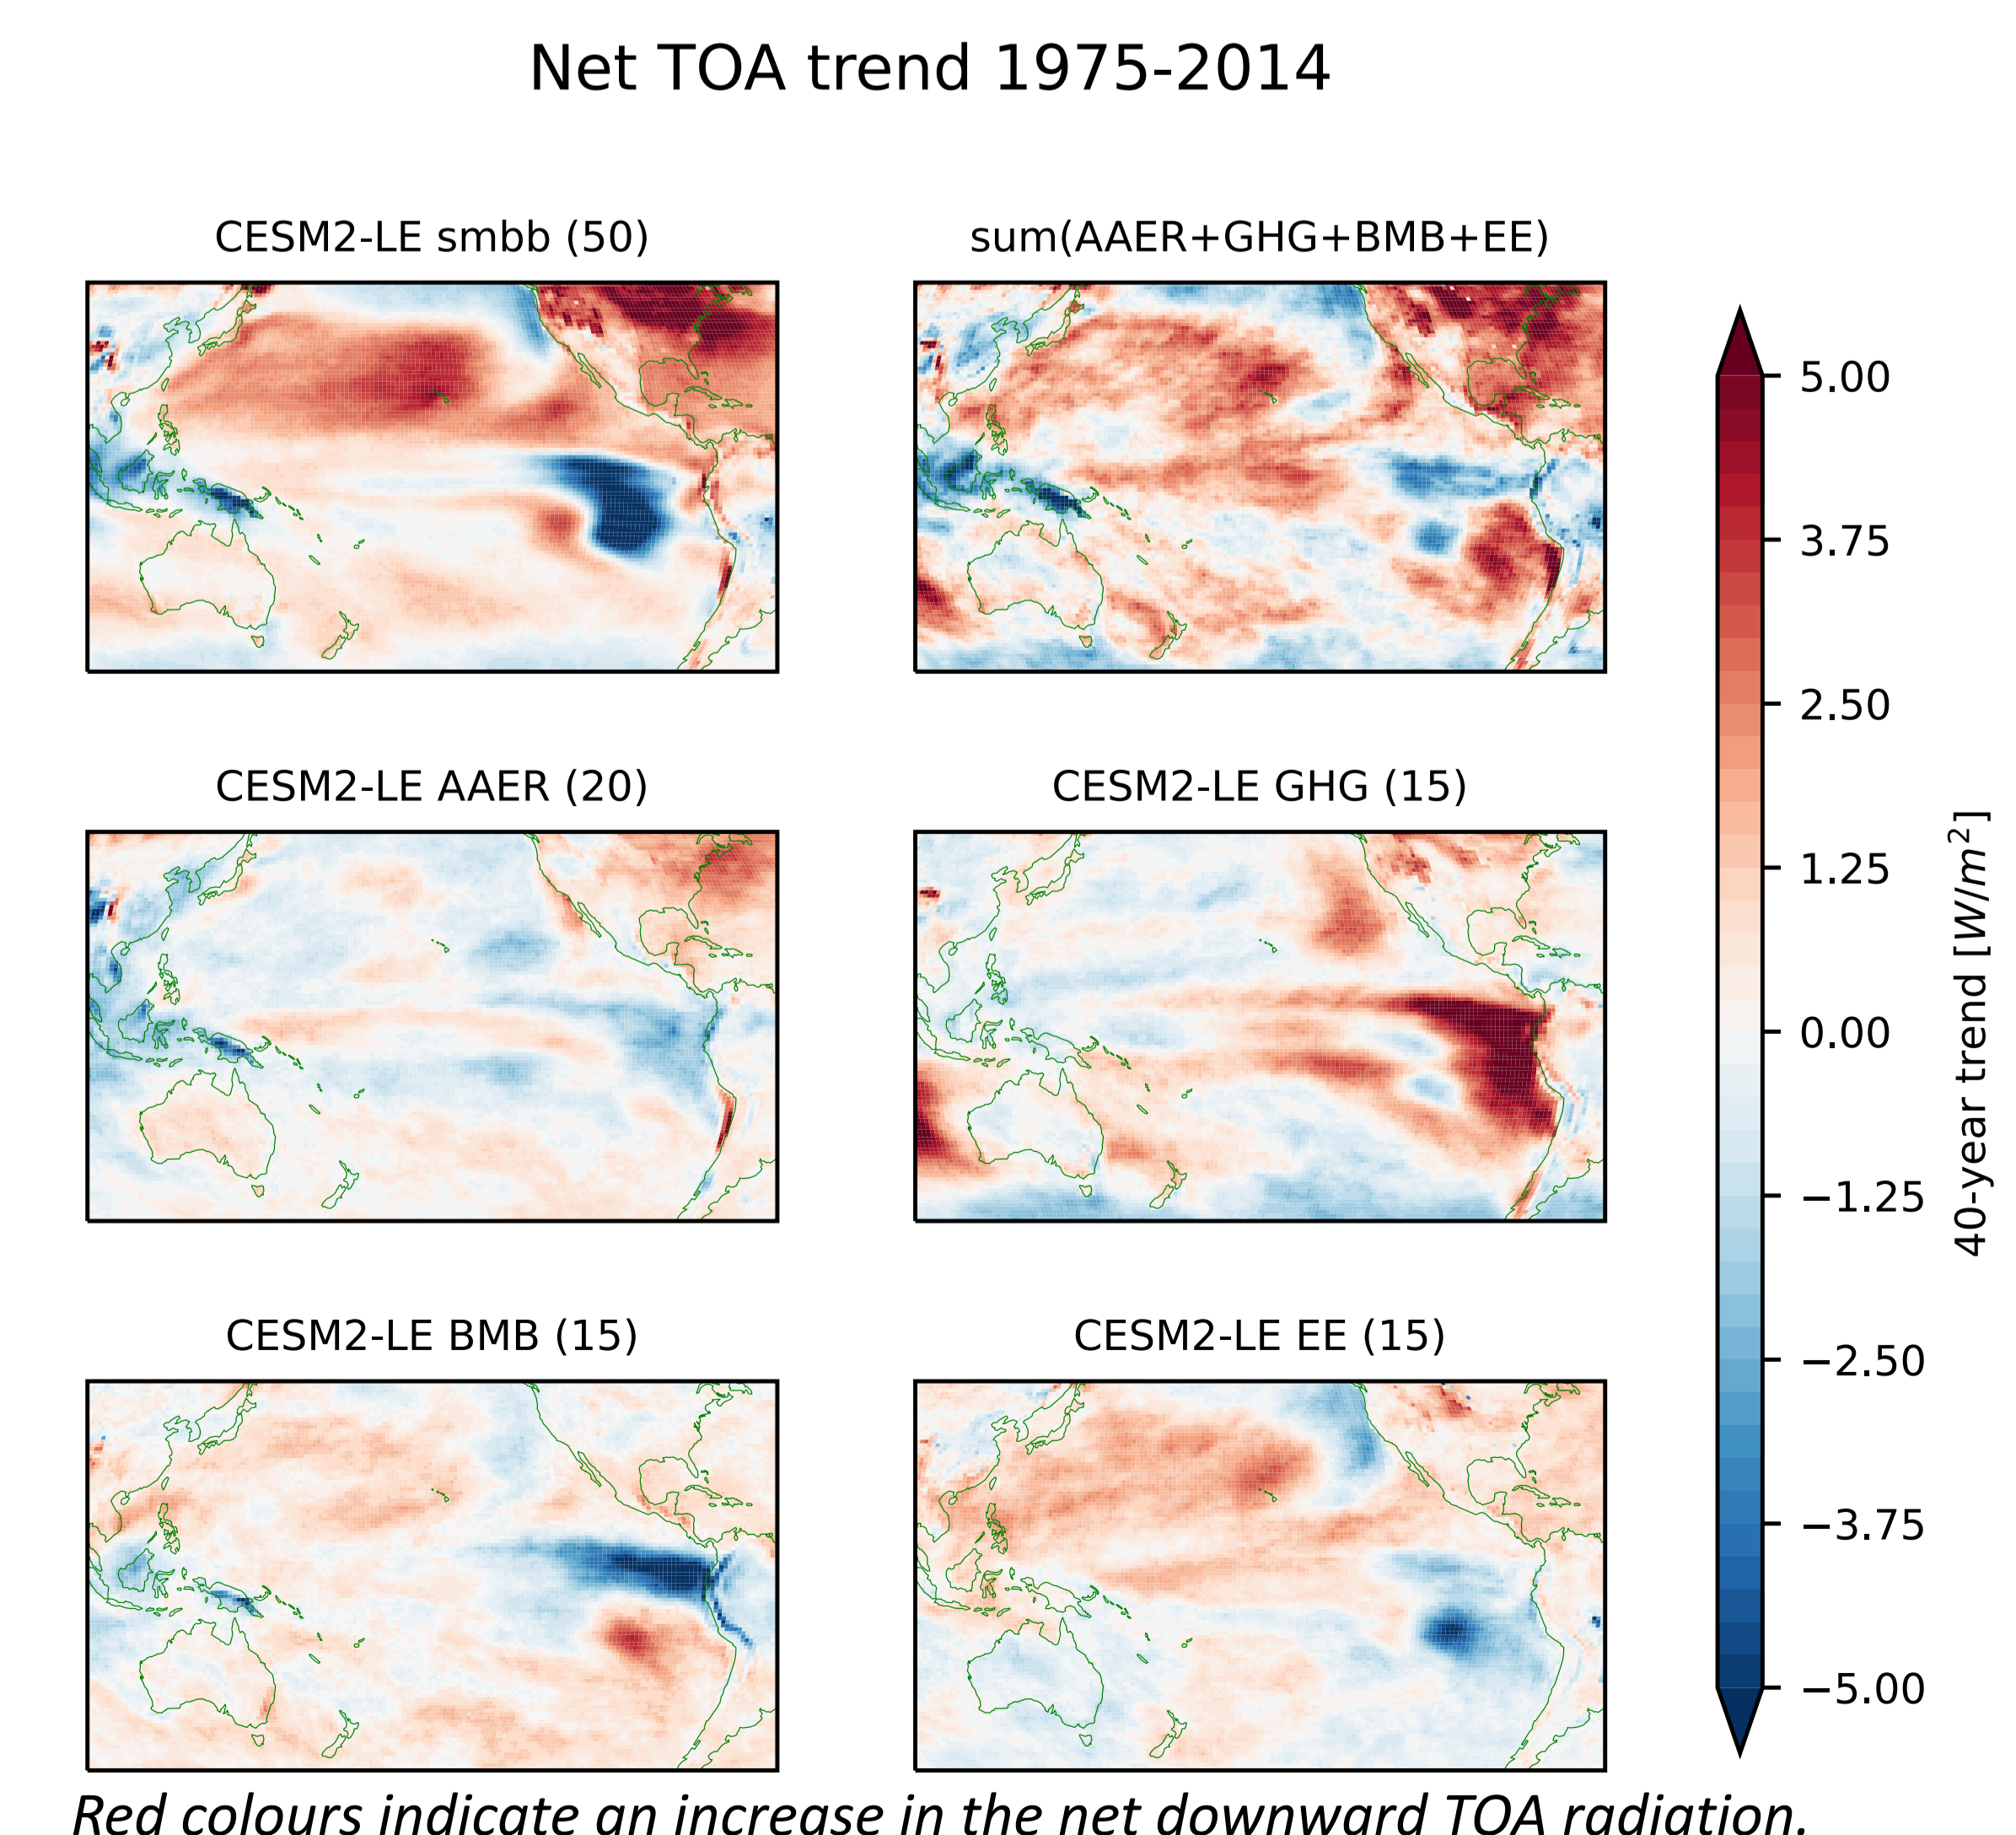 Net TOA trend 1975-2014
CESM2-LE smbb (50)
sum(AAER+GHG+BMB+EE)
CESM2-LE AAER (20)
CESM2-LE GHG (15)
CESM2-LE BMB (15)
CESM2-LE EE (15)
5.00
3.75
2.50
1.25
0.00
−1.25
−2.50
−3.75
−5.00
40-year trend [W/m²]
Red colours indicate an increase in the net downward TOA radiation.